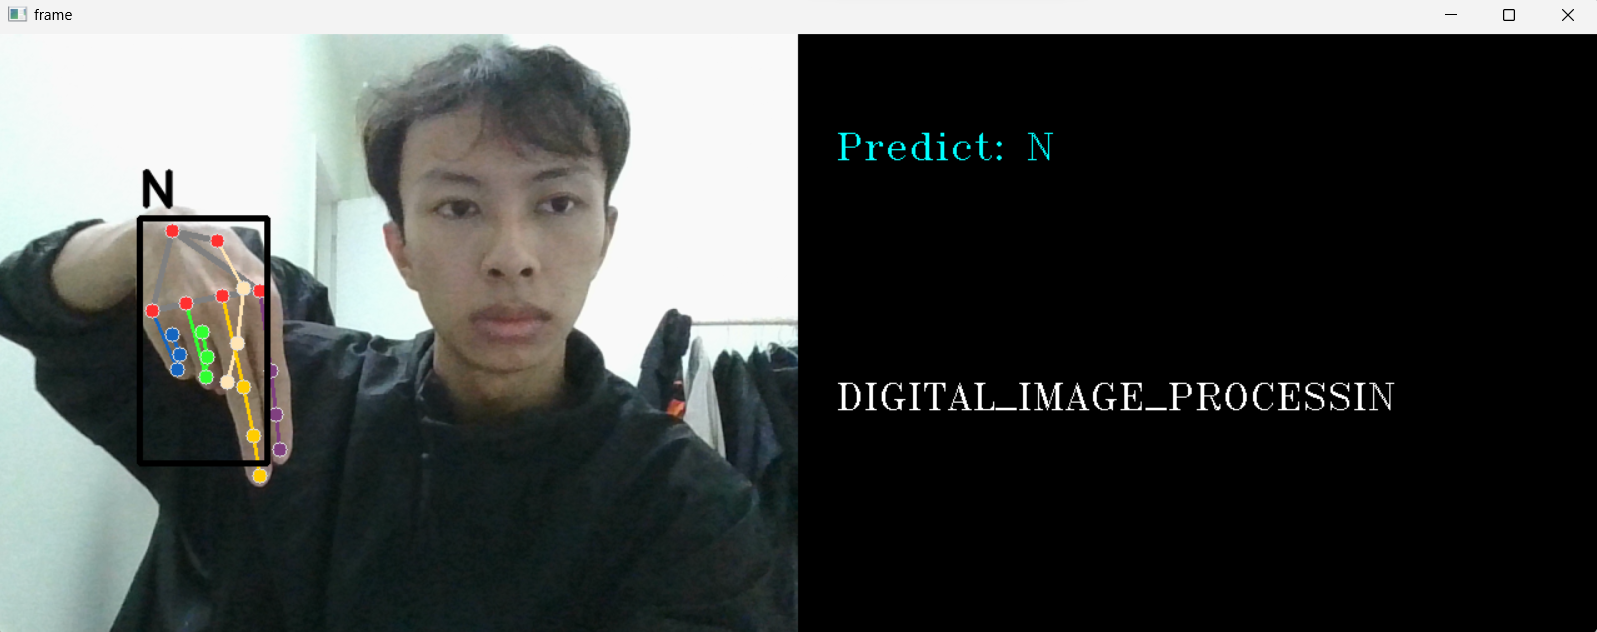 frame
N
Predict: N
DIGITAL_IMAGE_PROCESSIN